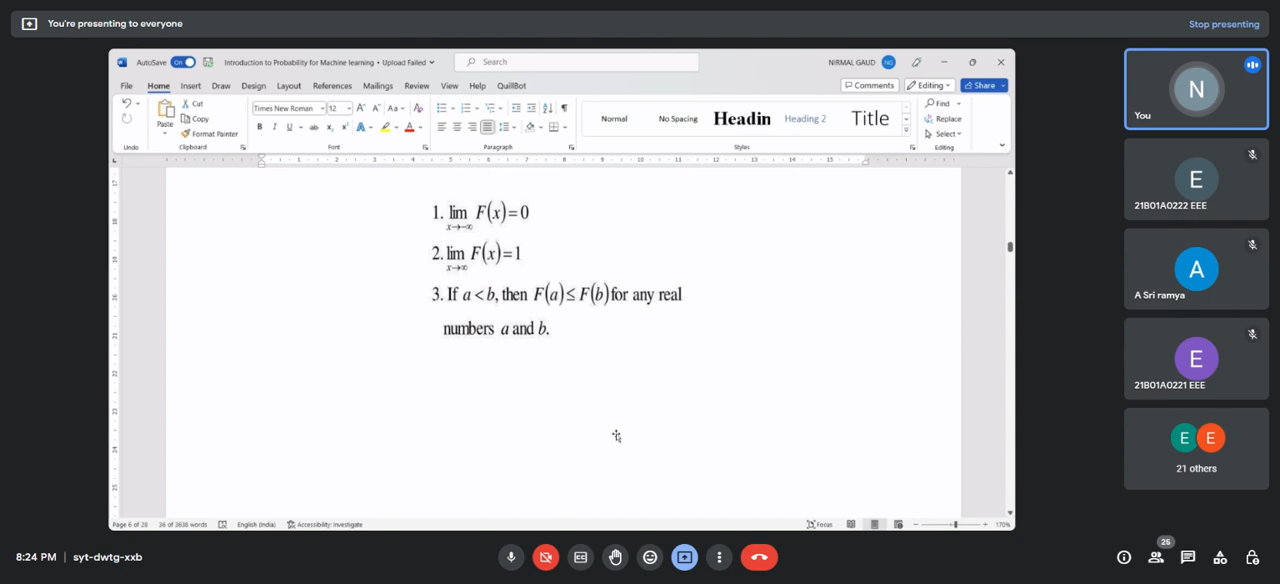 You're presenting to everyone
Stop presenting
AutoSave On Introduction to Probability for Machine learning • Upload Failed
Search
NIRMAL GAUD NG
File Home Insert Draw Design Layout References Mailings Review View Help QuillBot
Comments Editing Share
Paste
Cut
Copy
Format Painter
Times New Roman 12
Normal No Spacing Headin Heading 2 Title
Find
Replace
Select
Undo Clipboard Font Paragraph Styles Editing
1. lim F(x)=0
x→−∞
2. lim F(x)=1
x→∞
3. If a<b, then F(a)≤F(b) for any real
numbers a and b.
Page 6 of 28 36 of 3638 words English (India) Accessibility: Investigate
Focus 170%
N
You
E
21B01A0222 EEE
A
A Sri ramya
E
21B01A0221 EEE
E E
21 others
8:24 PM | syt-dwtg-xxb
25